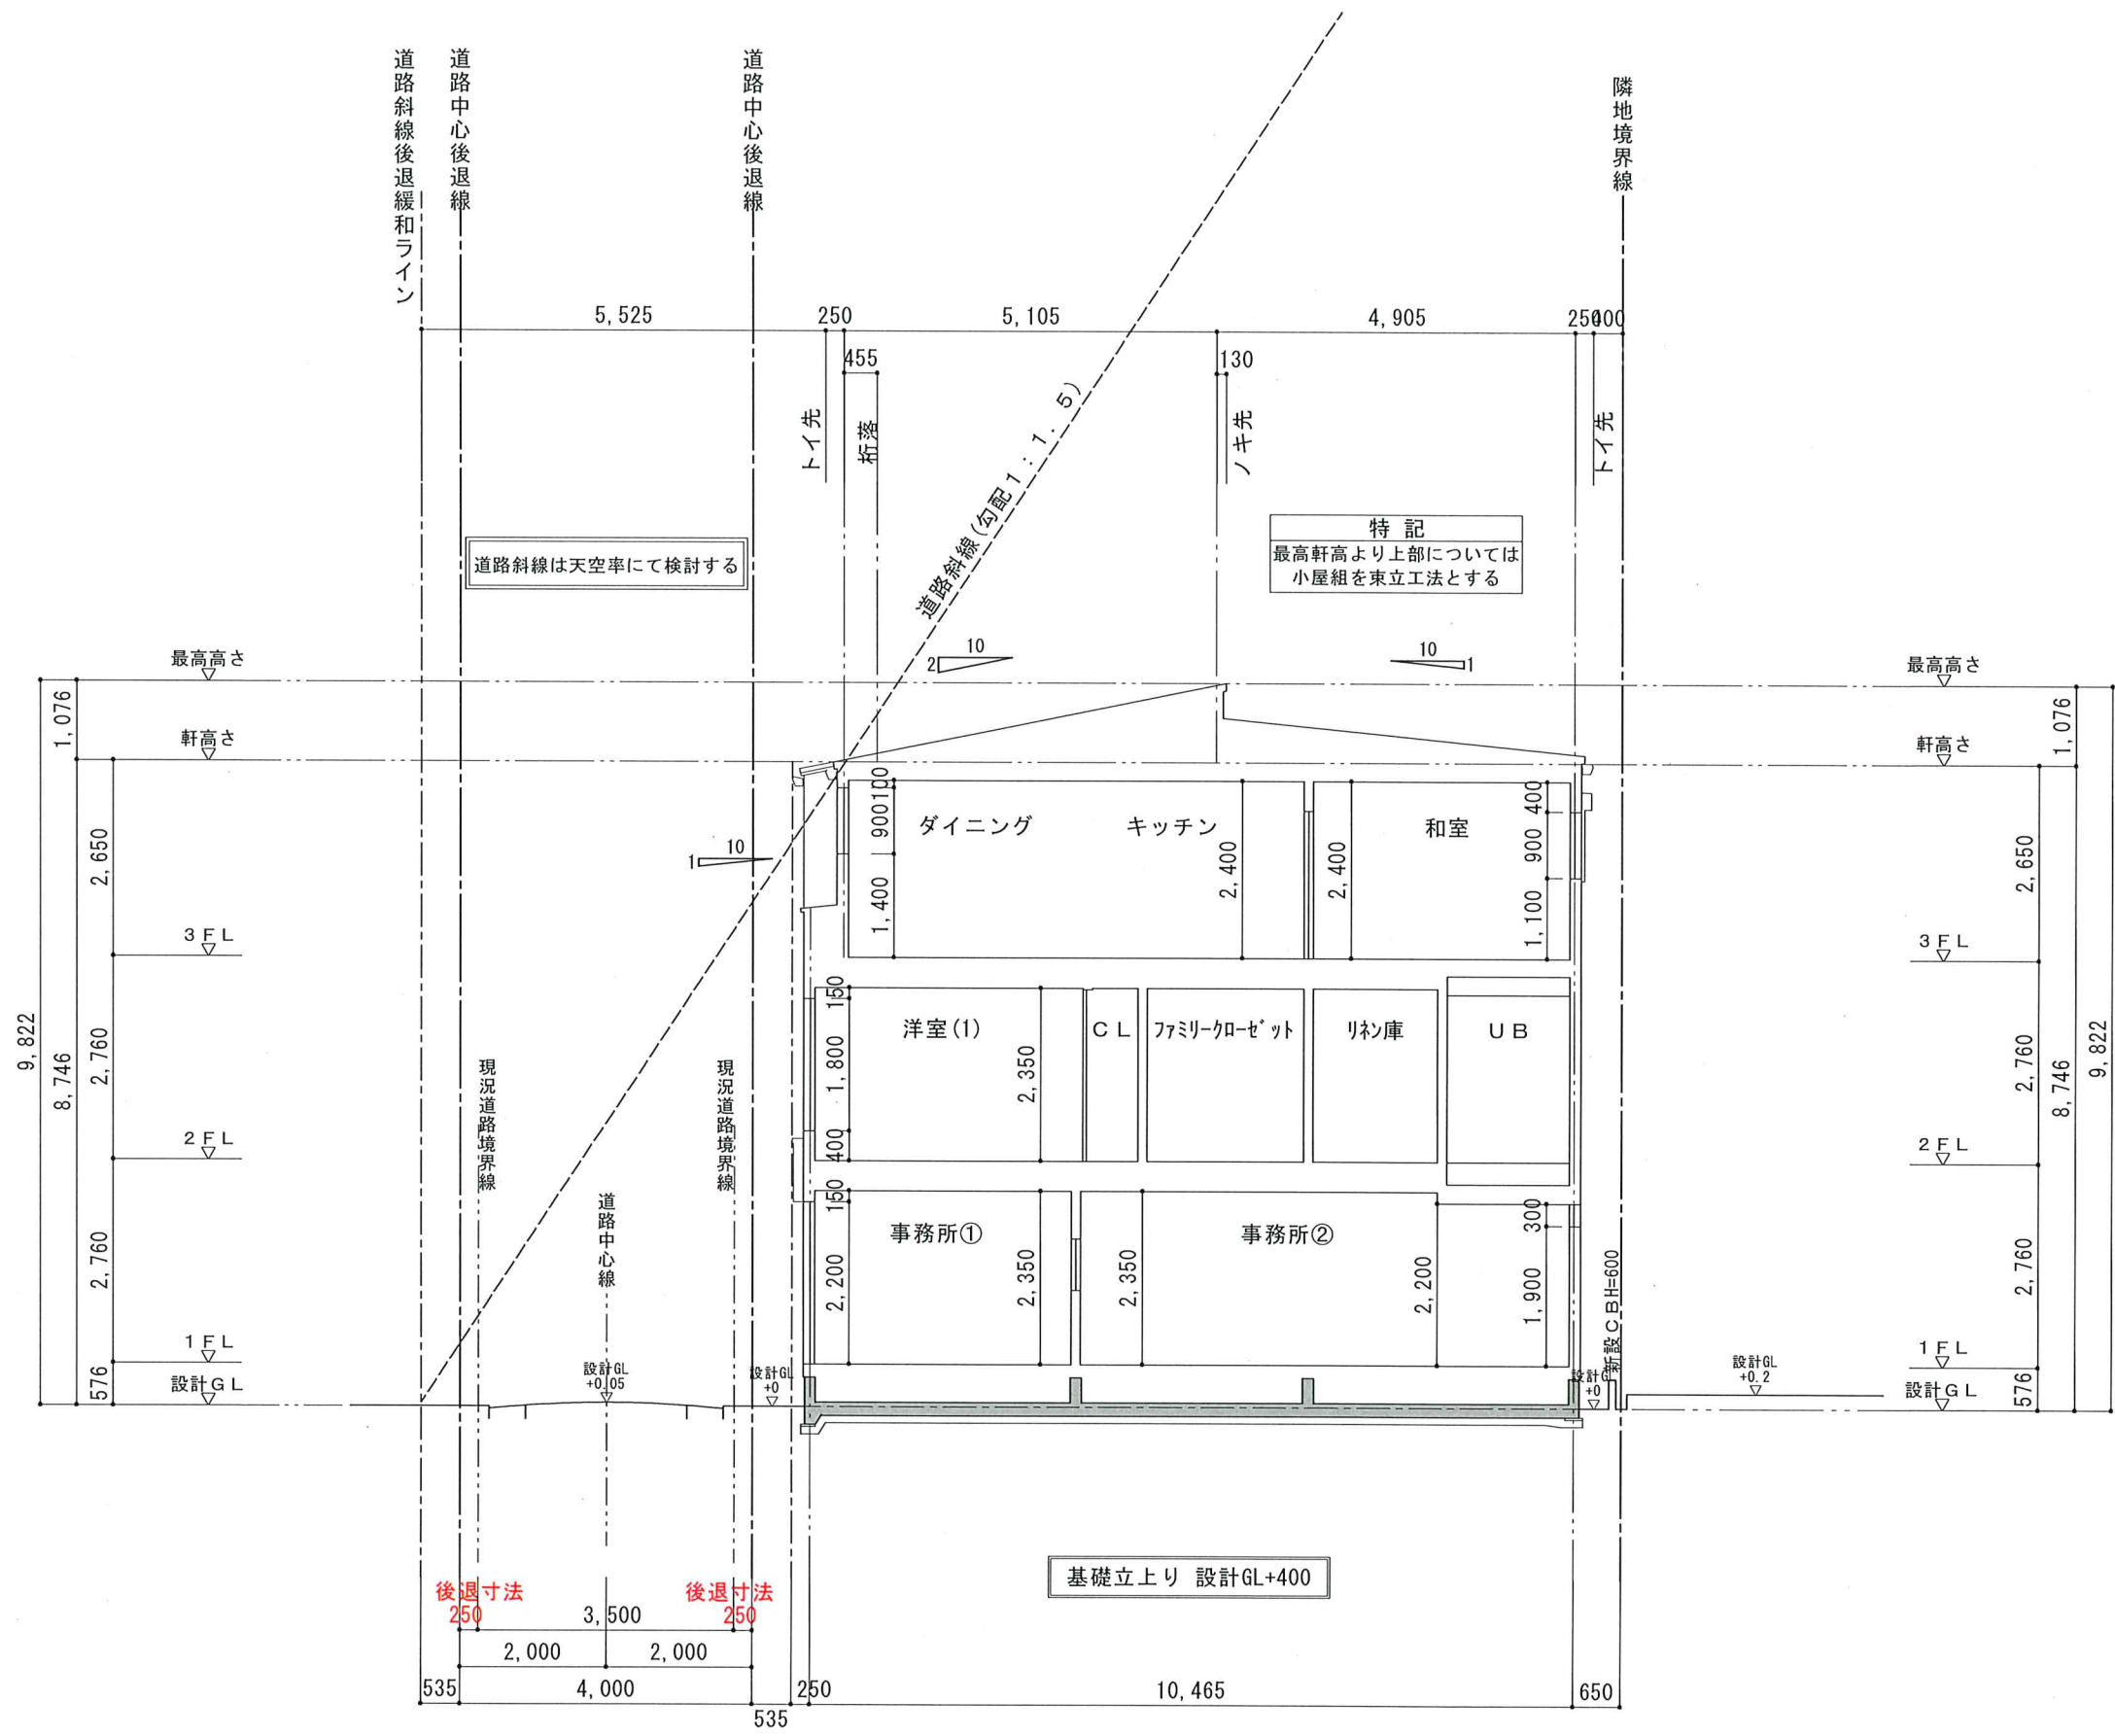 道路斜線後退緩和ライン
道路中心後退線
道路中心後退線
隣地境界線
5,525
250
5,105
4,905
250
400
455
130
トイ先
桁落
ノキ先
トイ先
道路斜線(勾配1:1.5)
道路斜線は天空率にて検討する
特 記
最高軒高より上部については
小屋組を束立工法とする
10
2
10
1
最高高さ
最高高さ
1,076
1,076
軒高さ
軒高さ
10
1
2,650
2,650
100
900
1,400
ダイニング
キッチン
和室
2,400
2,400
400
900
1,100
3FL
3FL
9,822
8,746
2,760
2,760
8,746
9,822
150
1,800
400
洋室(1)
2,350
CL
ファミリークローゼット
リネン庫
UB
現況道路境界線
現況道路境界線
2FL
2FL
道路中心線
2,760
2,760
150
2,200
事務所①
2,350
2,350
事務所②
2,200
300
1,900
新設CBH=600
1FL
1FL
576
576
設計GL
設計GL
設計GL
+0.05
設計GL
+0
設計GL
+0
設計GL
+0.2
基礎立上り 設計GL+400
後退寸法
250
3,500
後退寸法
250
2,000
2,000
535
4,000
535
250
10,465
650